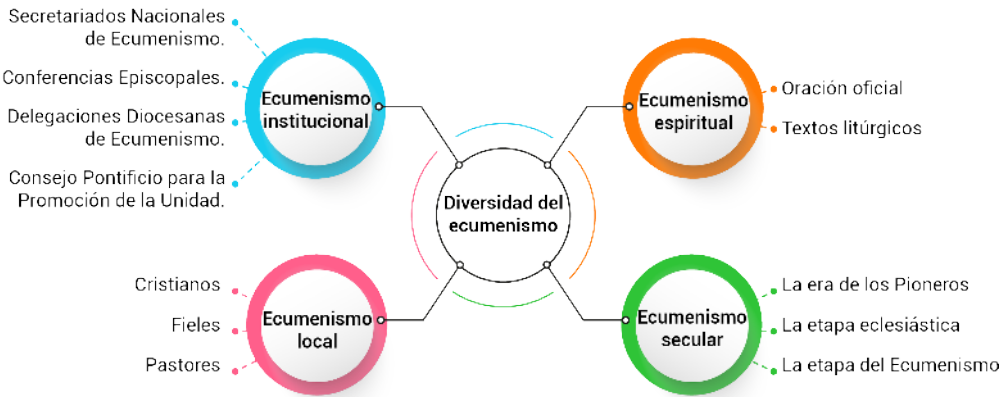 Secretariados Nacionales
de Ecumenismo.
Conferencias Episcopales.
Delegaciones Diocesanas
de Ecumenismo.
Consejo Pontificio para la
Promoción de la Unidad.
Ecumenismo
institucional
Ecumenismo
espiritual
Oración oficial
Textos litúrgicos
Diversidad del
ecumenismo
Cristianos
Fieles
Pastores
Ecumenismo
local
Ecumenismo
secular
La era de los Pioneros
La etapa eclesiástica
La etapa del Ecumenismo